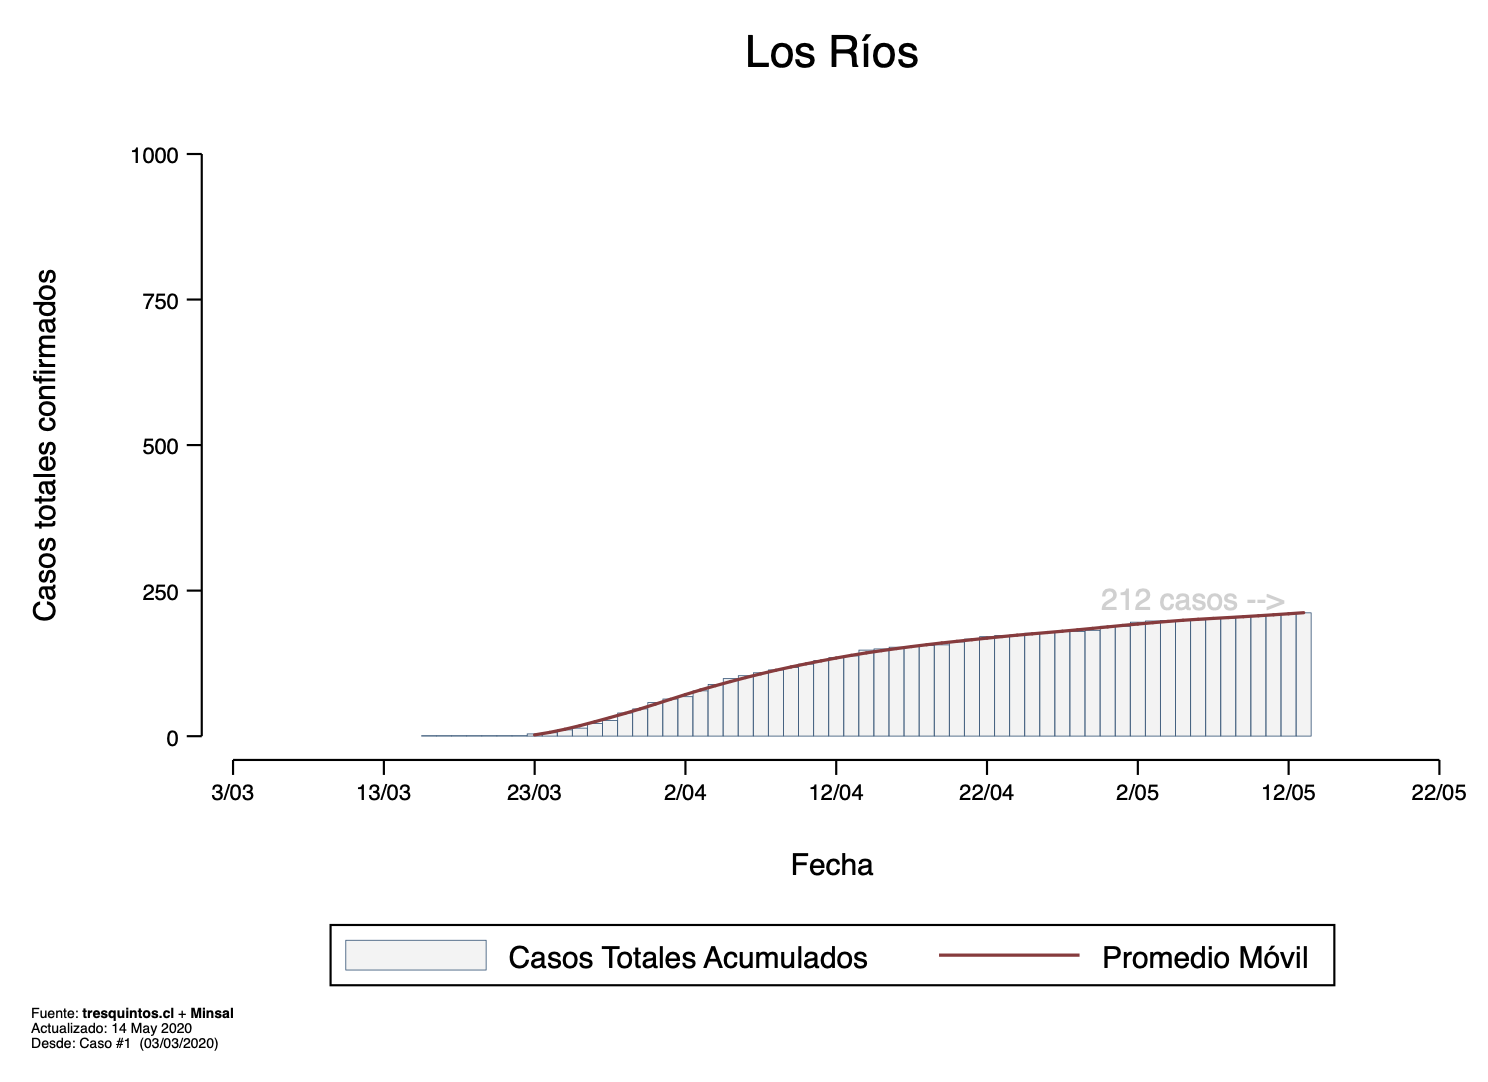 Los Ríos
Casos totales confirmados
1000
750
500
250
0
212 casos -->
3/03 13/03 23/03 2/04 12/04 22/04 2/05 12/05 22/05
Fecha
Casos Totales Acumulados Promedio Móvil
Fuente: tresquintos.cl + Minsal
Actualizado: 14 May 2020
Desde: Caso #1 (03/03/2020)